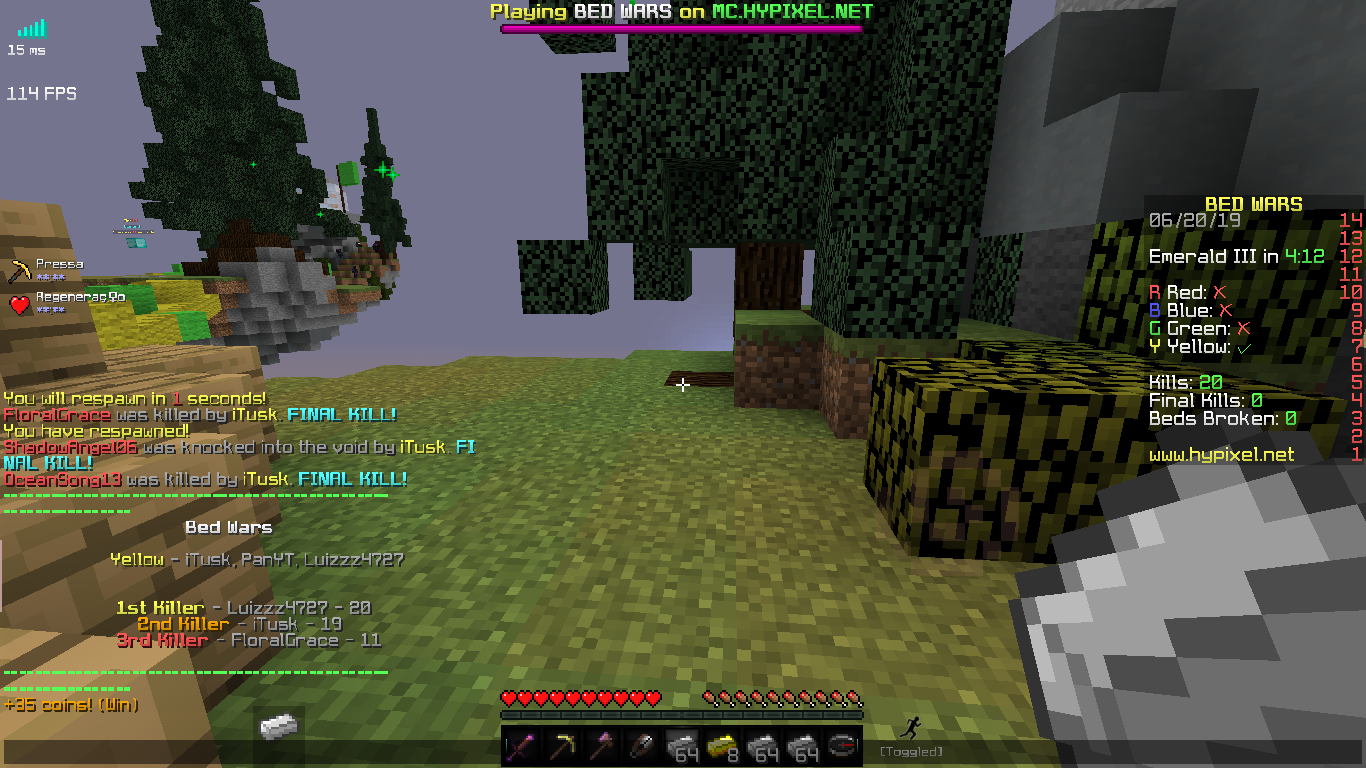 Playing BED WARS on MC.HYPIXEL.NET
15 ms
114 FPS
Pressa
**:**
RegeneraçÃo
**:**
BED WARS
06/20/19 14
13
Emerald III in 4:12 12
11
R Red: ✗ 10
B Blue: ✗ 9
G Green: ✗ 8
Y Yellow: ✓ 7
6
Kills: 20 5
Final Kills: 0 4
Beds Broken: 0 3
2
www.hypixel.net 1
You will respawn in 1 seconds!
FloralGrace was killed by iTusk. FINAL KILL!
You have respawned!
ShadowAngel06 was knocked into the void by iTusk. FI
NAL KILL!
OceanSong13 was killed by iTusk. FINAL KILL!
Bed Wars
Yellow - iTusk, PanYT, Luizzz4727
1st Killer - Luizzz4727 - 20
2nd Killer - iTusk - 19
3rd Killer - FloralGrace - 11
+35 coins! (Win)
64 8 64 64
[Toggled]